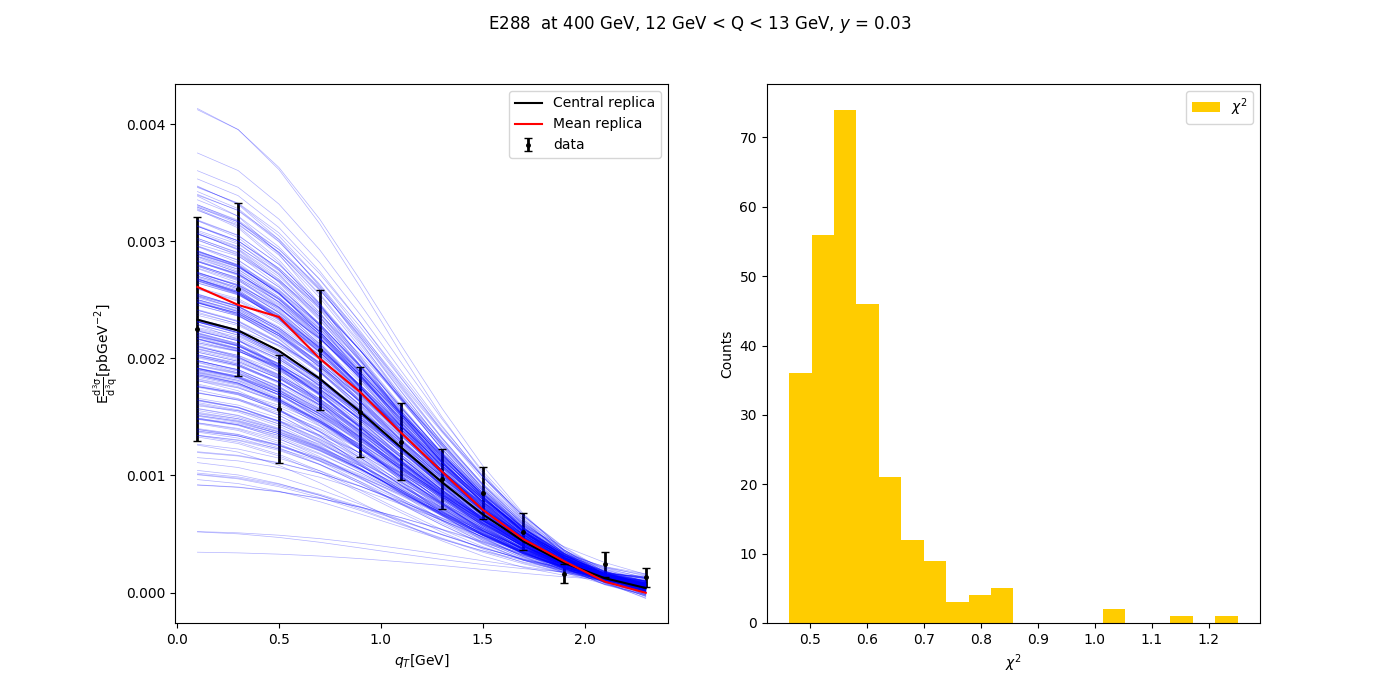 E288  at 400 GeV, 12 GeV < Q < 13 GeV, y = 0.03
Central replica
Mean replica
data
0.004
0.003
0.002
0.001
0.000
E d³σ/d³q [pbGeV⁻²]
0.0 0.5 1.0 1.5 2.0
q_T[GeV]
χ²
70
60
50
40
30
20
10
0
Counts
0.5 0.6 0.7 0.8 0.9 1.0 1.1 1.2
χ²